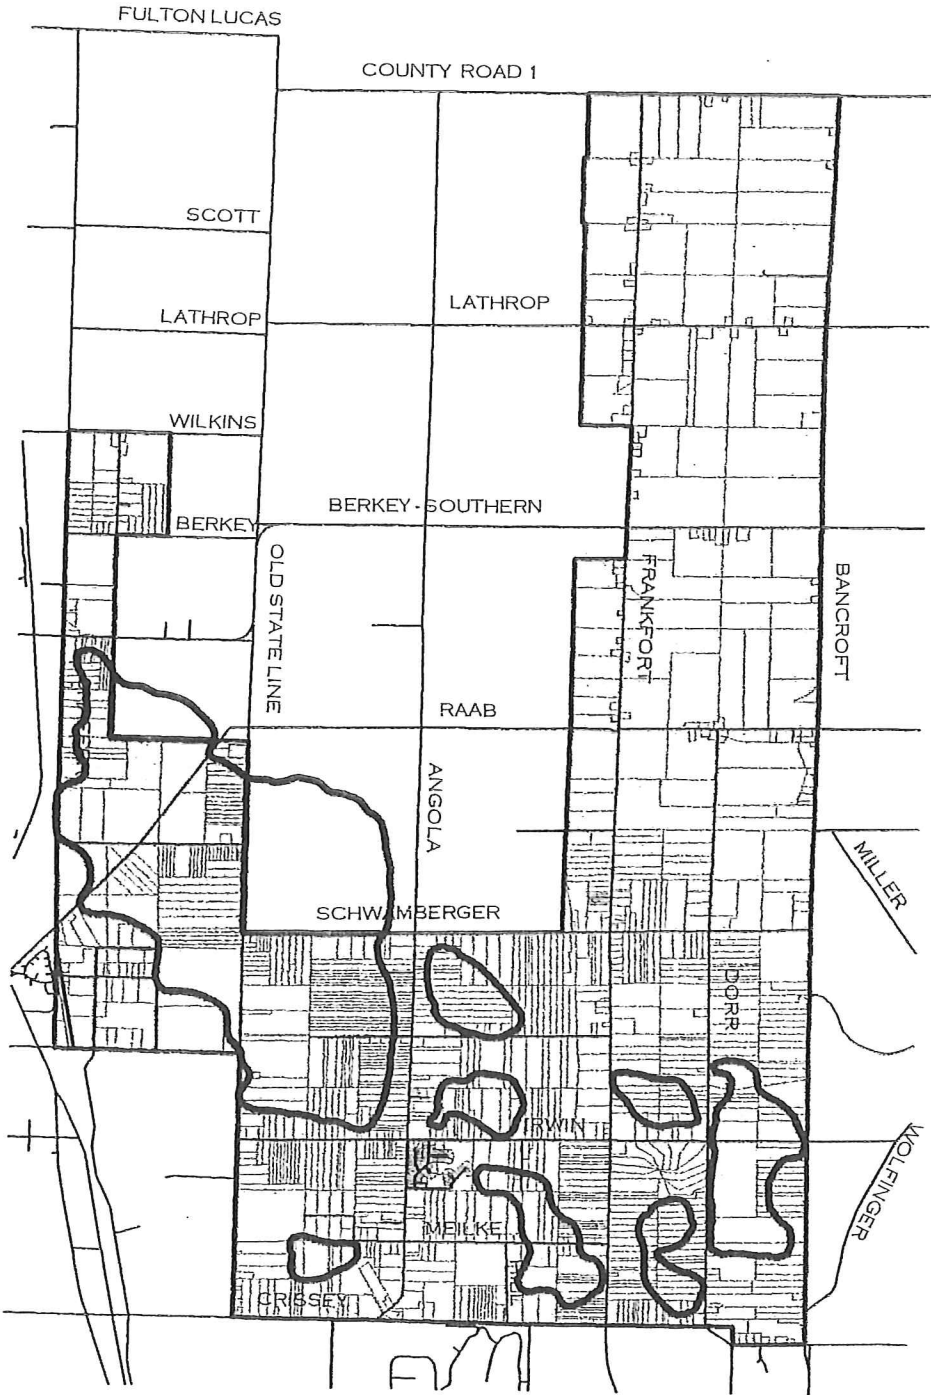 FULTON LUCAS
COUNTY ROAD 1
SCOTT
LATHROP
LATHROP
WILKINS
BERKEY-SOUTHERN
BERKEY
OLD STATE LINE
FRANKFORT
BANCROFT
RAAB
ANGOLA
MILLER
SCHWAMBERGER
DORR
IRWIN
WOLFINGER
MEILKE
CRISSEY